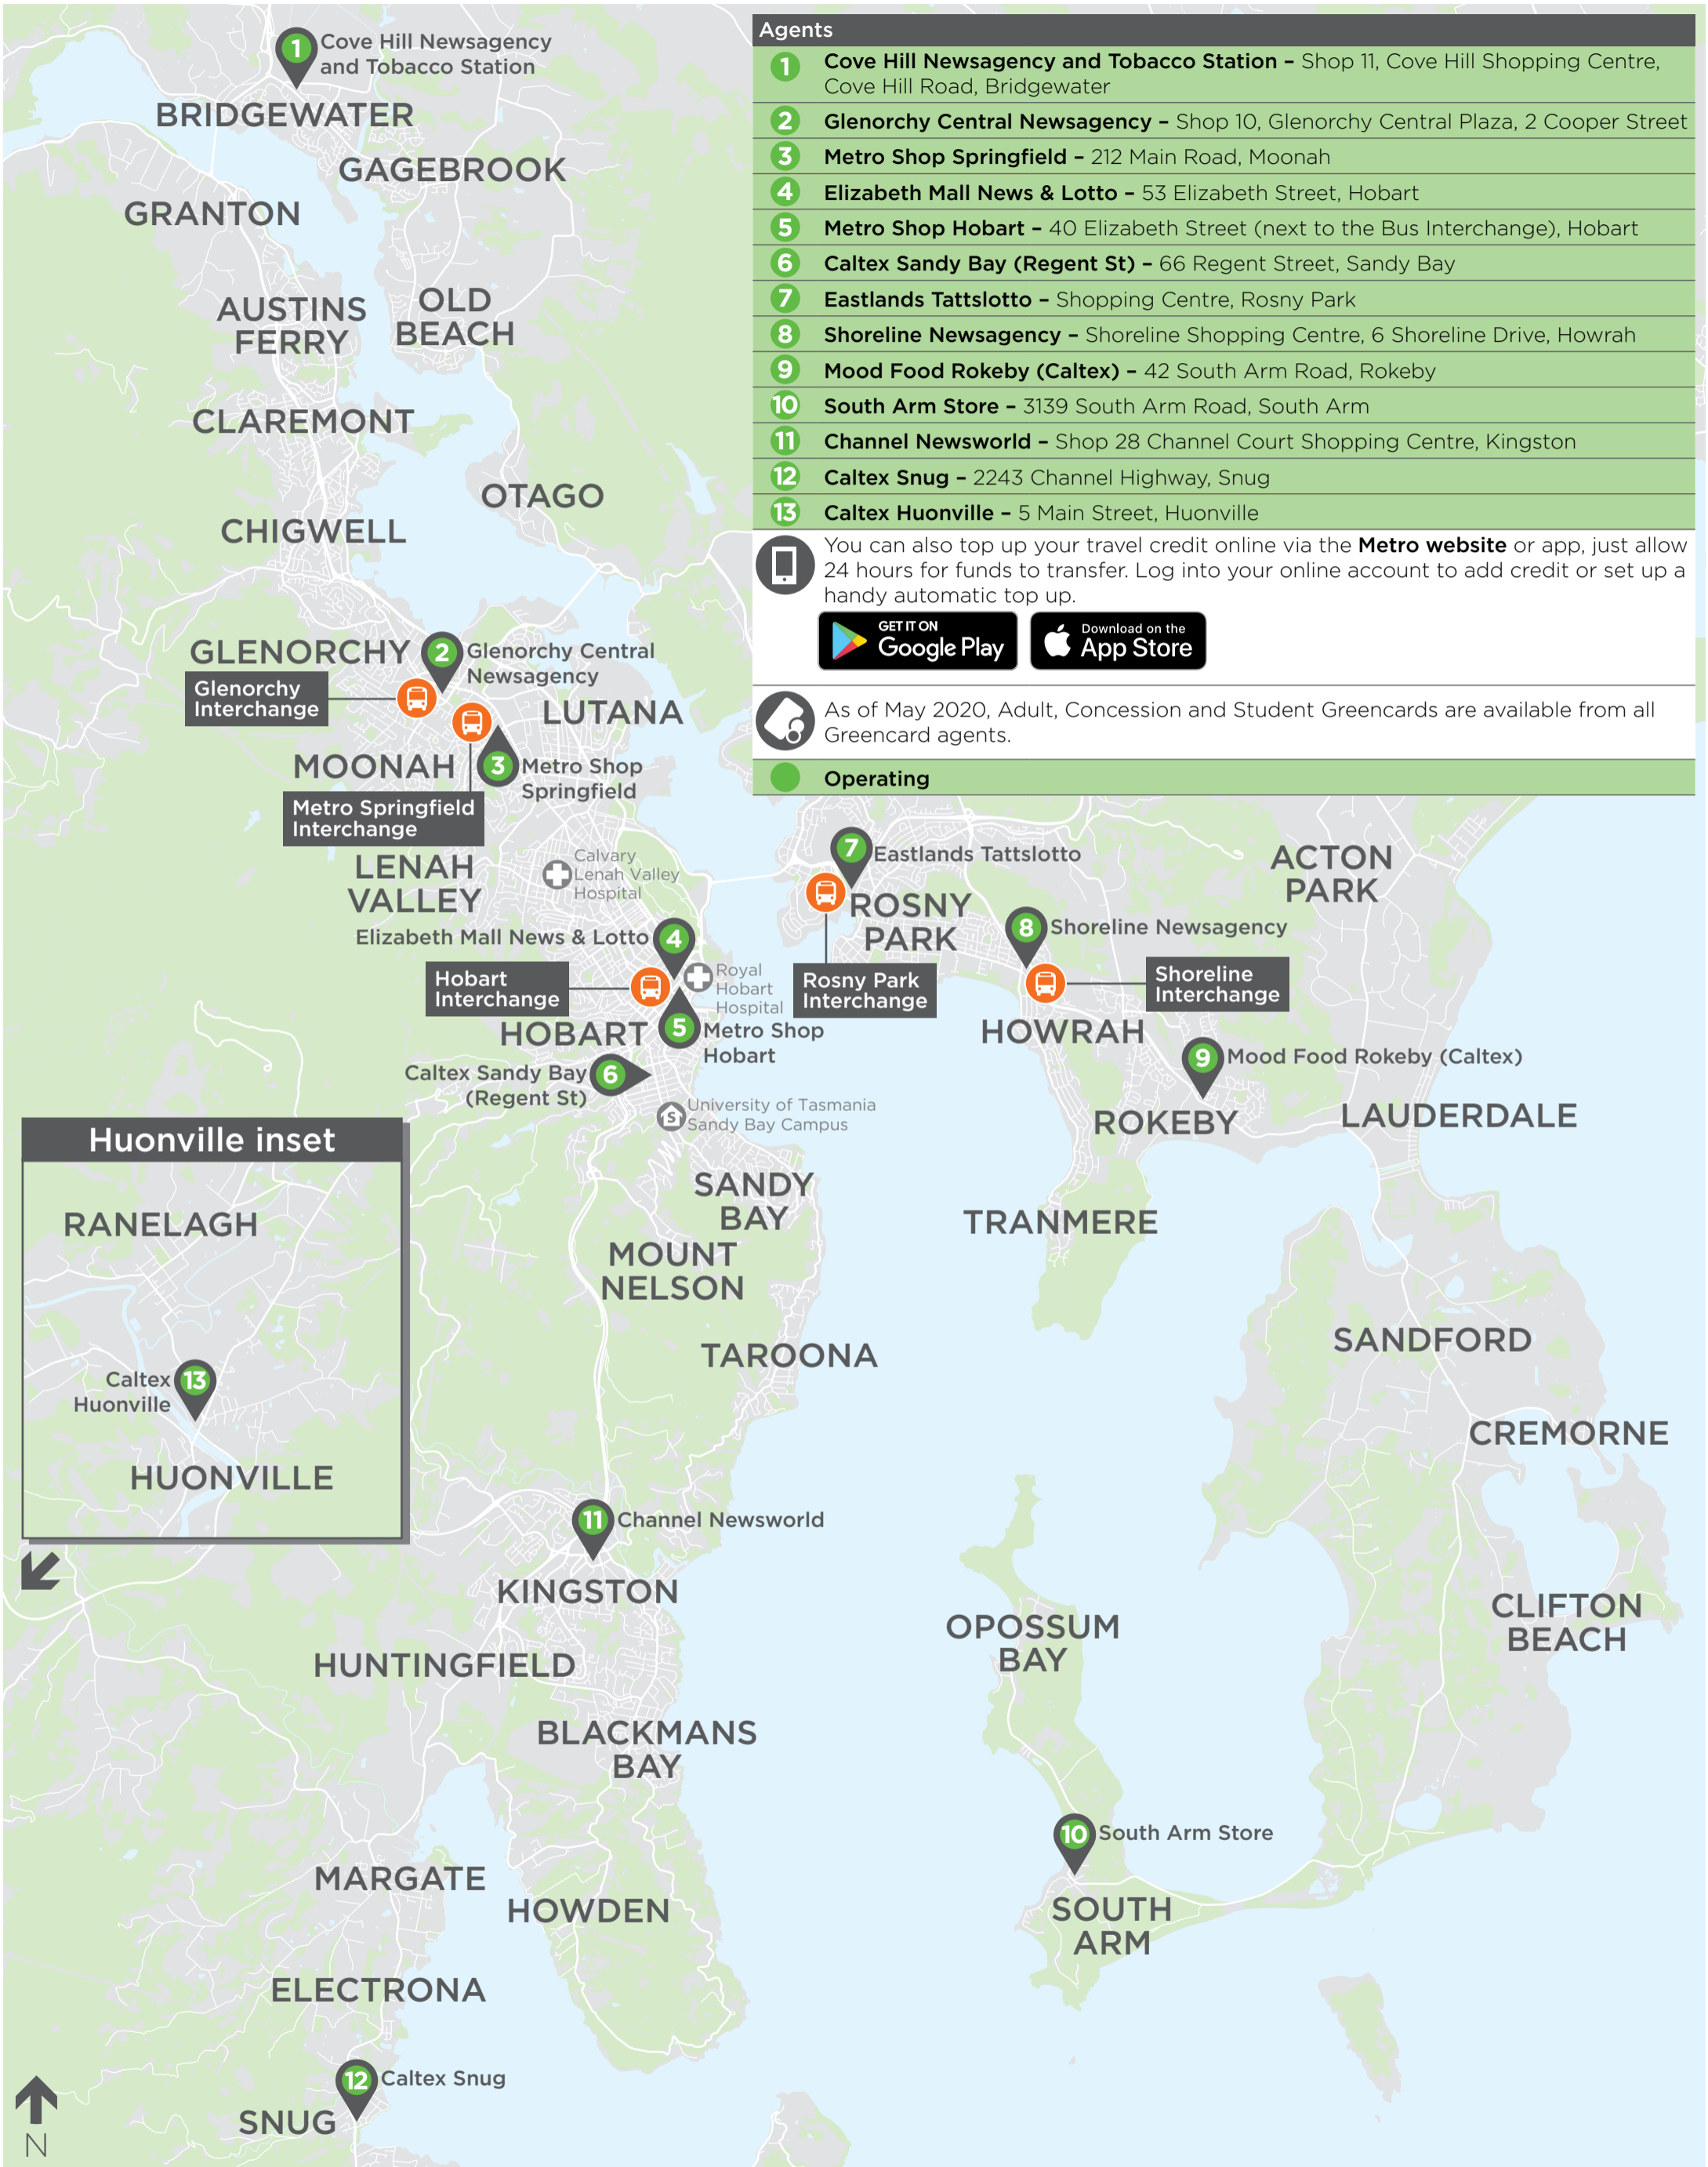 Agents
1 Cove Hill Newsagency and Tobacco Station – Shop 11, Cove Hill Shopping Centre,
Cove Hill Road, Bridgewater
2 Glenorchy Central Newsagency – Shop 10, Glenorchy Central Plaza, 2 Cooper Street
3 Metro Shop Springfield – 212 Main Road, Moonah
4 Elizabeth Mall News & Lotto – 53 Elizabeth Street, Hobart
5 Metro Shop Hobart – 40 Elizabeth Street (next to the Bus Interchange), Hobart
6 Caltex Sandy Bay (Regent St) – 66 Regent Street, Sandy Bay
7 Eastlands Tattslotto – Shopping Centre, Rosny Park
8 Shoreline Newsagency – Shoreline Shopping Centre, 6 Shoreline Drive, Howrah
9 Mood Food Rokeby (Caltex) – 42 South Arm Road, Rokeby
10 South Arm Store – 3139 South Arm Road, South Arm
11 Channel Newsworld – Shop 28 Channel Court Shopping Centre, Kingston
12 Caltex Snug – 2243 Channel Highway, Snug
13 Caltex Huonville – 5 Main Street, Huonville
You can also top up your travel credit online via the Metro website or app, just allow
24 hours for funds to transfer. Log into your online account to add credit or set up a
handy automatic top up.
GET IT ON
Google Play
Download on the
App Store
As of May 2020, Adult, Concession and Student Greencards are available from all
Greencard agents.
Operating
1 Cove Hill Newsagency
and Tobacco Station
BRIDGEWATER
GAGEBROOK
GRANTON
AUSTINS
FERRY
OLD
BEACH
CLAREMONT
OTAGO
CHIGWELL
GLENORCHY
2 Glenorchy Central
Newsagency
Glenorchy
Interchange
LUTANA
MOONAH
3 Metro Shop
Springfield
Metro Springfield
Interchange
LENAH
VALLEY
Calvary
Lenah Valley
Hospital
7 Eastlands Tattslotto
ROSNY
PARK
ACTON
PARK
Elizabeth Mall News & Lotto 4
8 Shoreline Newsagency
Hobart
Interchange
Royal
Hobart
Hospital
Rosny Park
Interchange
Shoreline
Interchange
HOBART
5 Metro Shop
Hobart
HOWRAH
Caltex Sandy Bay 6
(Regent St)
9 Mood Food Rokeby (Caltex)
S University of Tasmania
Sandy Bay Campus
ROKEBY
LAUDERDALE
Huonville inset
RANELAGH
Caltex 13
Huonville
HUONVILLE
SANDY
BAY
TRANMERE
MOUNT
NELSON
TAROONA
SANDFORD
CREMORNE
11 Channel Newsworld
KINGSTON
CLIFTON
BEACH
OPOSSUM
BAY
HUNTINGFIELD
BLACKMANS
BAY
10 South Arm Store
MARGATE
HOWDEN
SOUTH
ARM
ELECTRONA
12 Caltex Snug
SNUG
N